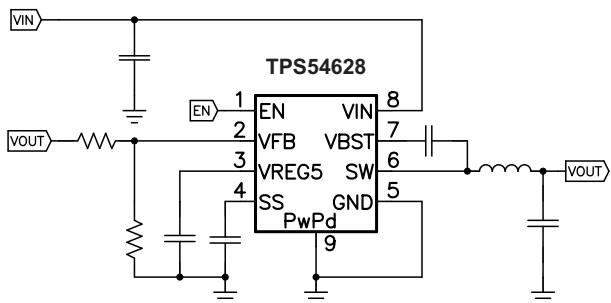 VIN
TPS54628
EN 1 EN VIN 8
VOUT 2 VFB VBST 7
3 VREG5 SW 6 VOUT
4 SS GND 5
PwPd
9